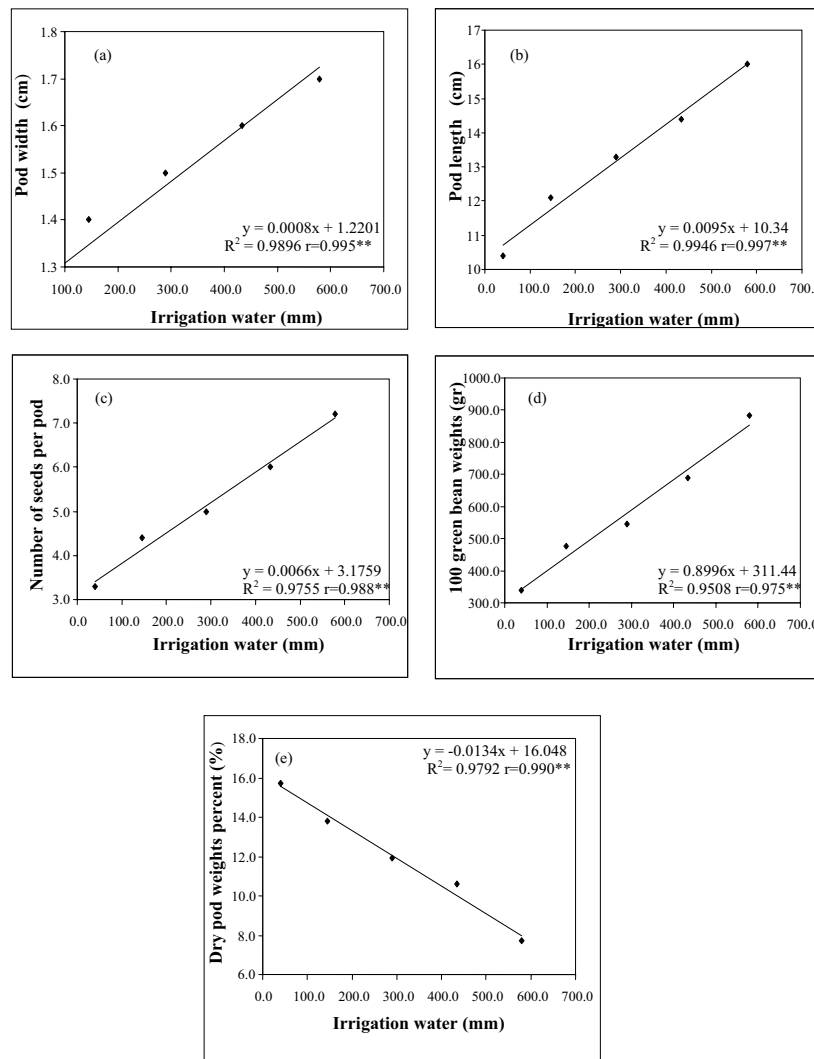 (a)
Pod width (cm)
1.8
1.7
1.6
1.5
1.4
1.3
y = 0.0008x + 1.2201
R² = 0.9896 r=0.995**
100.0 200.0 300.0 400.0 500.0 600.0 700.0
Irrigation water (mm)
(b)
Pod length (cm)
17
16
15
14
13
12
11
10
y = 0.0095x + 10.34
R² = 0.9946 r=0.997**
0.0 100.0 200.0 300.0 400.0 500.0 600.0 700.
Irrigation water (mm)
(c)
Number of seeds per pod
8.0
7.0
6.0
5.0
4.0
3.0
y = 0.0066x + 3.1759
R² = 0.9755 r=0.988**
0.0 100.0 200.0 300.0 400.0 500.0 600.0 700.0
Irrigation water (mm)
(d)
100 green bean weights (gr)
1000.0
900.0
800.0
700.0
600.0
500.0
400.0
300.0
y = 0.8996x + 311.44
R² = 0.9508 r=0.975**
0.0 100.0 200.0 300.0 400.0 500.0 600.0 700.0
Irrigation water (mm)
(e)
Dry pod weights percent (%)
18.0
16.0
14.0
12.0
10.0
8.0
6.0
y = -0.0134x + 16.048
R²= 0.9792 r=0.990**
0.0 100.0 200.0 300.0 400.0 500.0 600.0 700.0
Irrigation water (mm)